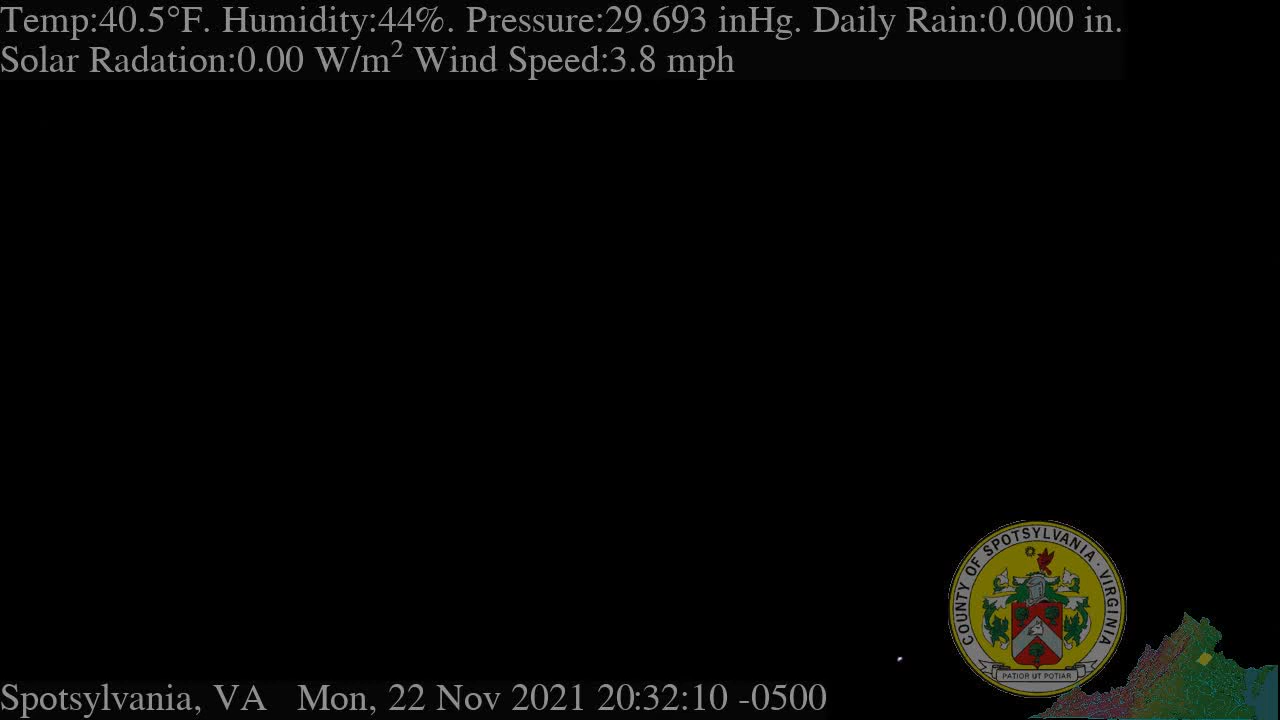 Temp:40.5°F. Humidity:44%. Pressure:29.693 inHg. Daily Rain:0.000 in.
Solar Radation:0.00 W/m² Wind Speed:3.8 mph
COUNTY OF SPOTSYLVANIA · VIRGINIA
PATIOR UT POTIAR
Spotsylvania, VA Mon, 22 Nov 2021 20:32:10 -0500